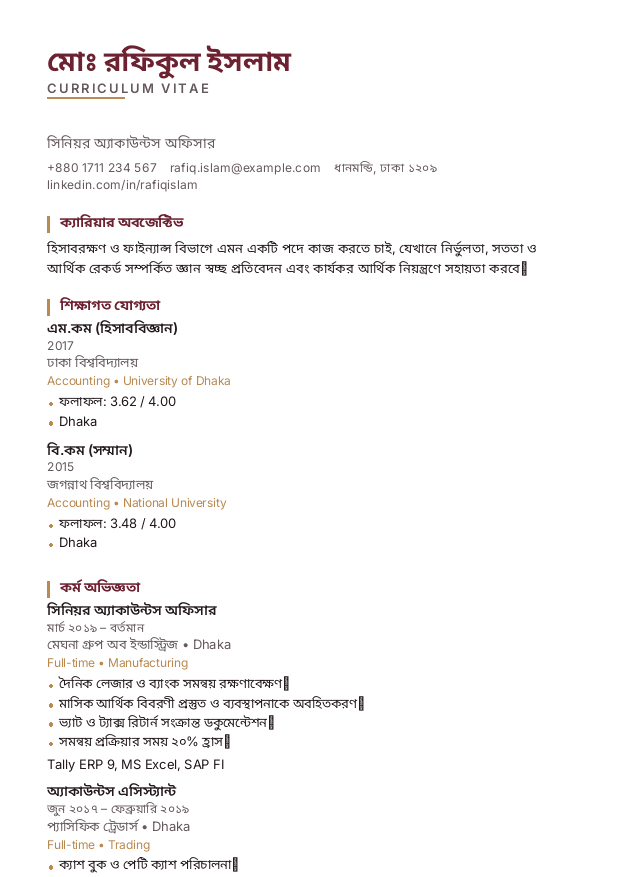 মোঃ রফিকুল ইসলাম
CURRICULUM VITAE
সিনিয়র অ্যাকাউন্টস অফিসার
+880 1711 234 567 rafiq.islam@example.com ধানমন্ডি, ঢাকা ১২০৯
linkedin.com/in/rafiqislam
ক্যারিয়ার অবজেক্টিভ
হিসাবরক্ষণ ও ফাইন্যান্স বিভাগে এমন একটি পদে কাজ করতে চাই, যেখানে নির্ভুলতা, সততা ও
আর্থিক রেকর্ড সম্পর্কিত জ্ঞান স্বচ্ছ প্রতিবেদন এবং কার্যকর আর্থিক নিয়ন্ত্রণে সহায়তা করবে
শিক্ষাগত যোগ্যতা
এম.কম (হিসাববিজ্ঞান)
2017
ঢাকা বিশ্ববিদ্যালয়
Accounting • University of Dhaka
• ফলাফল: 3.62 / 4.00
• Dhaka
বি.কম (সম্মান)
2015
জগন্নাথ বিশ্ববিদ্যালয়
Accounting • National University
• ফলাফল: 3.48 / 4.00
• Dhaka
কর্ম অভিজ্ঞতা
সিনিয়র অ্যাকাউন্টস অফিসার
মার্চ ২০১৯ – বর্তমান
মেঘনা গ্রুপ অব ইন্ডাস্ট্রিজ • Dhaka
Full-time • Manufacturing
• দৈনিক লেজার ও ব্যাংক সমন্বয় রক্ষণাবেক্ষণ
• মাসিক আর্থিক বিবরণী প্রস্তুত ও ব্যবস্থাপনাকে অবহিতকরণ
• ভ্যাট ও ট্যাক্স রিটার্ন সংক্রান্ত ডকুমেন্টেশন
• সমন্বয় প্রক্রিয়ার সময় ২০% হ্রাস
Tally ERP 9, MS Excel, SAP FI
অ্যাকাউন্টস এসিস্ট্যান্ট
জুন ২০১৭ – ফেব্রুয়ারি ২০১৯
প্যাসিফিক ট্রেডার্স • Dhaka
Full-time • Trading
• ক্যাশ বুক ও পেটি ক্যাশ পরিচালনা